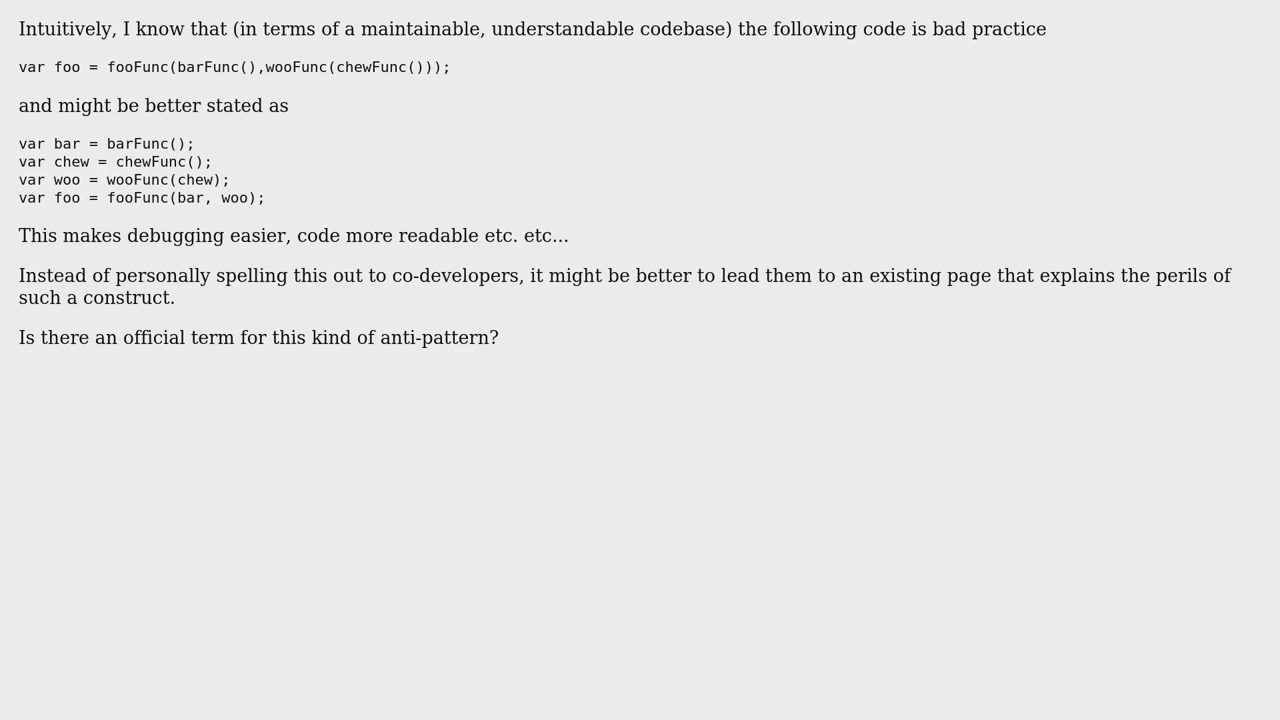 Intuitively, I know that (in terms of a maintainable, understandable codebase) the following code is bad practice
var foo = fooFunc(barFunc(),wooFunc(chewFunc()));
and might be better stated as
var bar = barFunc();
var chew = chewFunc();
var woo = wooFunc(chew);
var foo = fooFunc(bar, woo);
This makes debugging easier, code more readable etc. etc...
Instead of personally spelling this out to co-developers, it might be better to lead them to an existing page that explains the perils of
such a construct.
Is there an official term for this kind of anti-pattern?